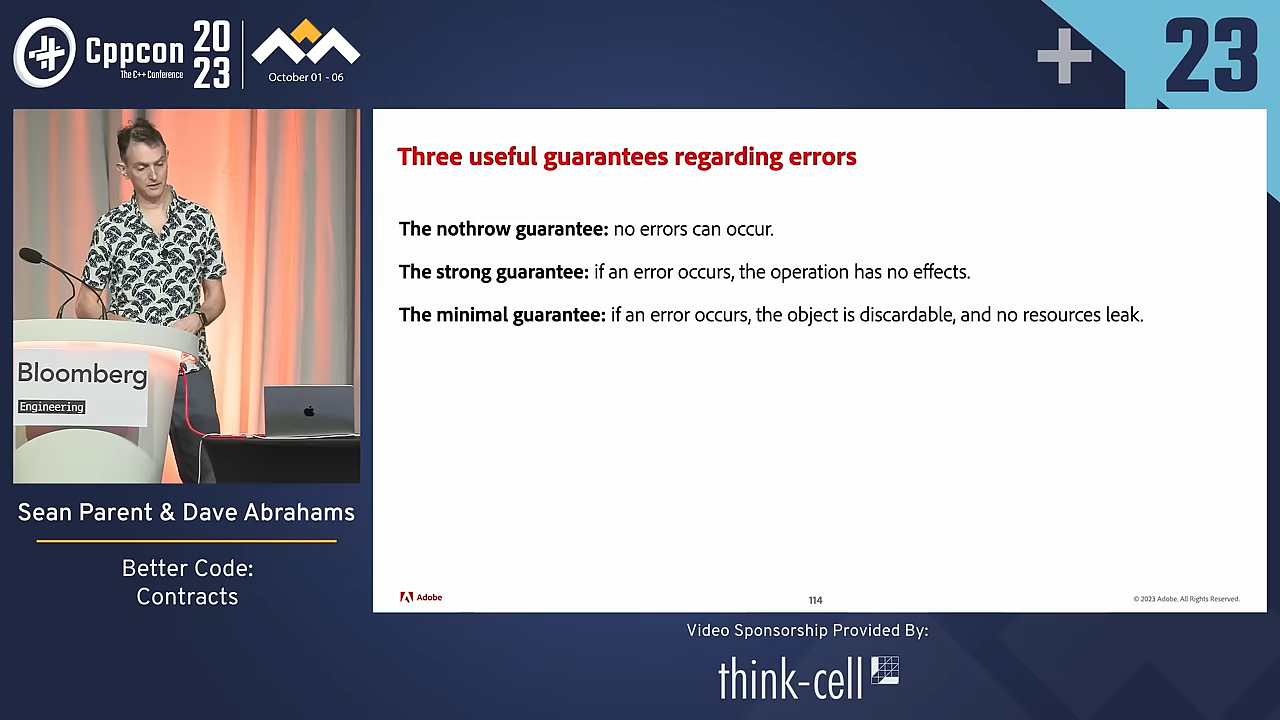 Cppcon
The C++ Conference
20
23
October 01 - 06
23
Three useful guarantees regarding errors
The nothrow guarantee: no errors can occur.
The strong guarantee: if an error occurs, the operation has no effects.
The minimal guarantee: if an error occurs, the object is discardable, and no resources leak.
Adobe
114
© 2023 Adobe. All Rights Reserved.
Bloomberg
Engineering
Sean Parent & Dave Abrahams
Better Code:
Contracts
Video Sponsorship Provided By:
think-cell